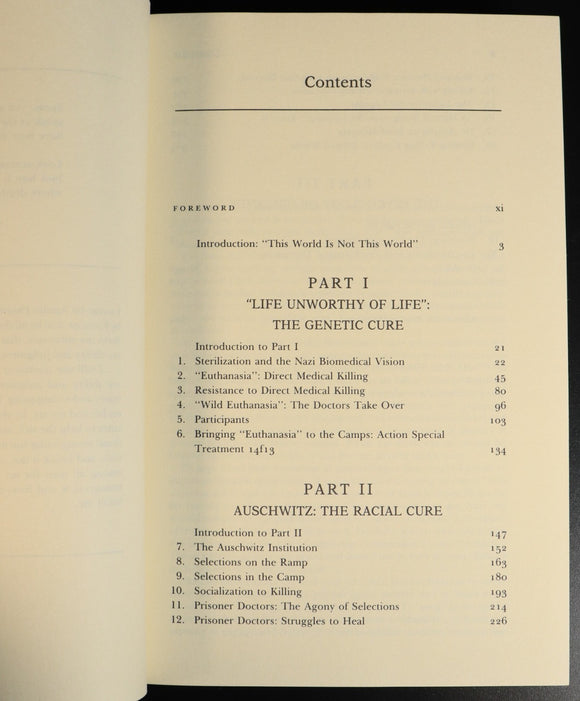 Contents
FOREWORD xi
Introduction: "This World Is Not This World" 3
PART I
"LIFE UNWORTHY OF LIFE":
THE GENETIC CURE
Introduction to Part I 21
1. Sterilization and the Nazi Biomedical Vision 22
2. "Euthanasia": Direct Medical Killing 45
3. Resistance to Direct Medical Killing 80
4. "Wild Euthanasia": The Doctors Take Over 96
5. Participants 103
6. Bringing "Euthanasia" to the Camps: Action Special
Treatment 14f13 134
PART II
AUSCHWITZ: THE RACIAL CURE
Introduction to Part II 147
7. The Auschwitz Institution 152
8. Selections on the Ramp 163
9. Selections in the Camp 180
10. Socialization to Killing 193
11. Prisoner Doctors: The Agony of Selections 214
12. Prisoner Doctors: Struggles to Heal 226